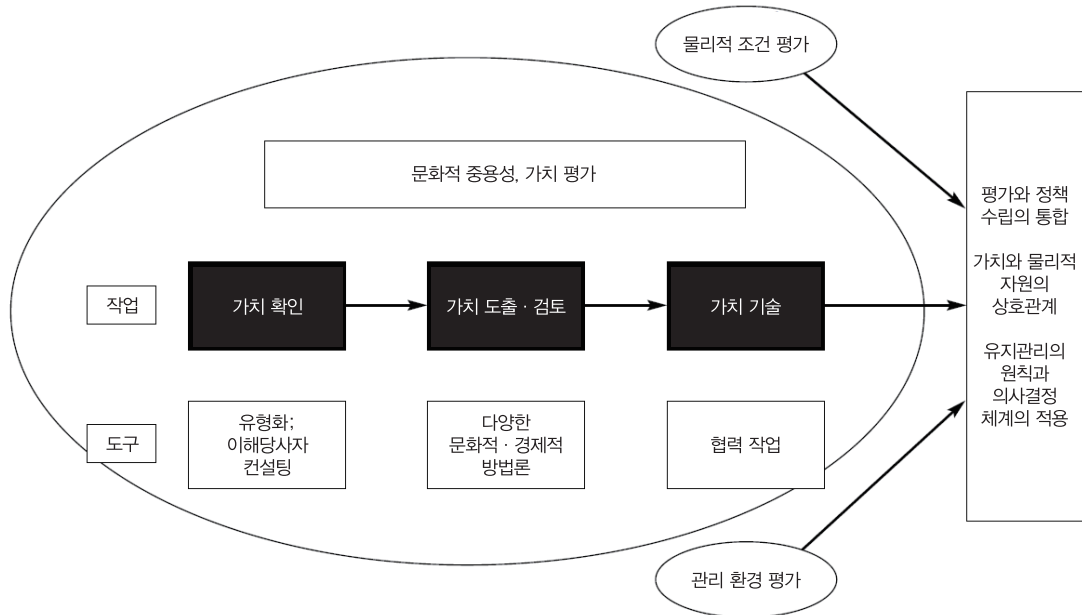 물리적 조건 평가
문화적 중용성, 가치 평가
작업
가치 확인
가치 도출 · 검토
가치 기술
도구
유형화;
이해당사자
컨설팅
다양한
문화적 · 경제적
방법론
협력 작업
관리 환경 평가
평가와 정책
수립의 통합
가치와 물리적
자원의
상호관계
유지관리의
원칙과
의사결정
체계의 적용